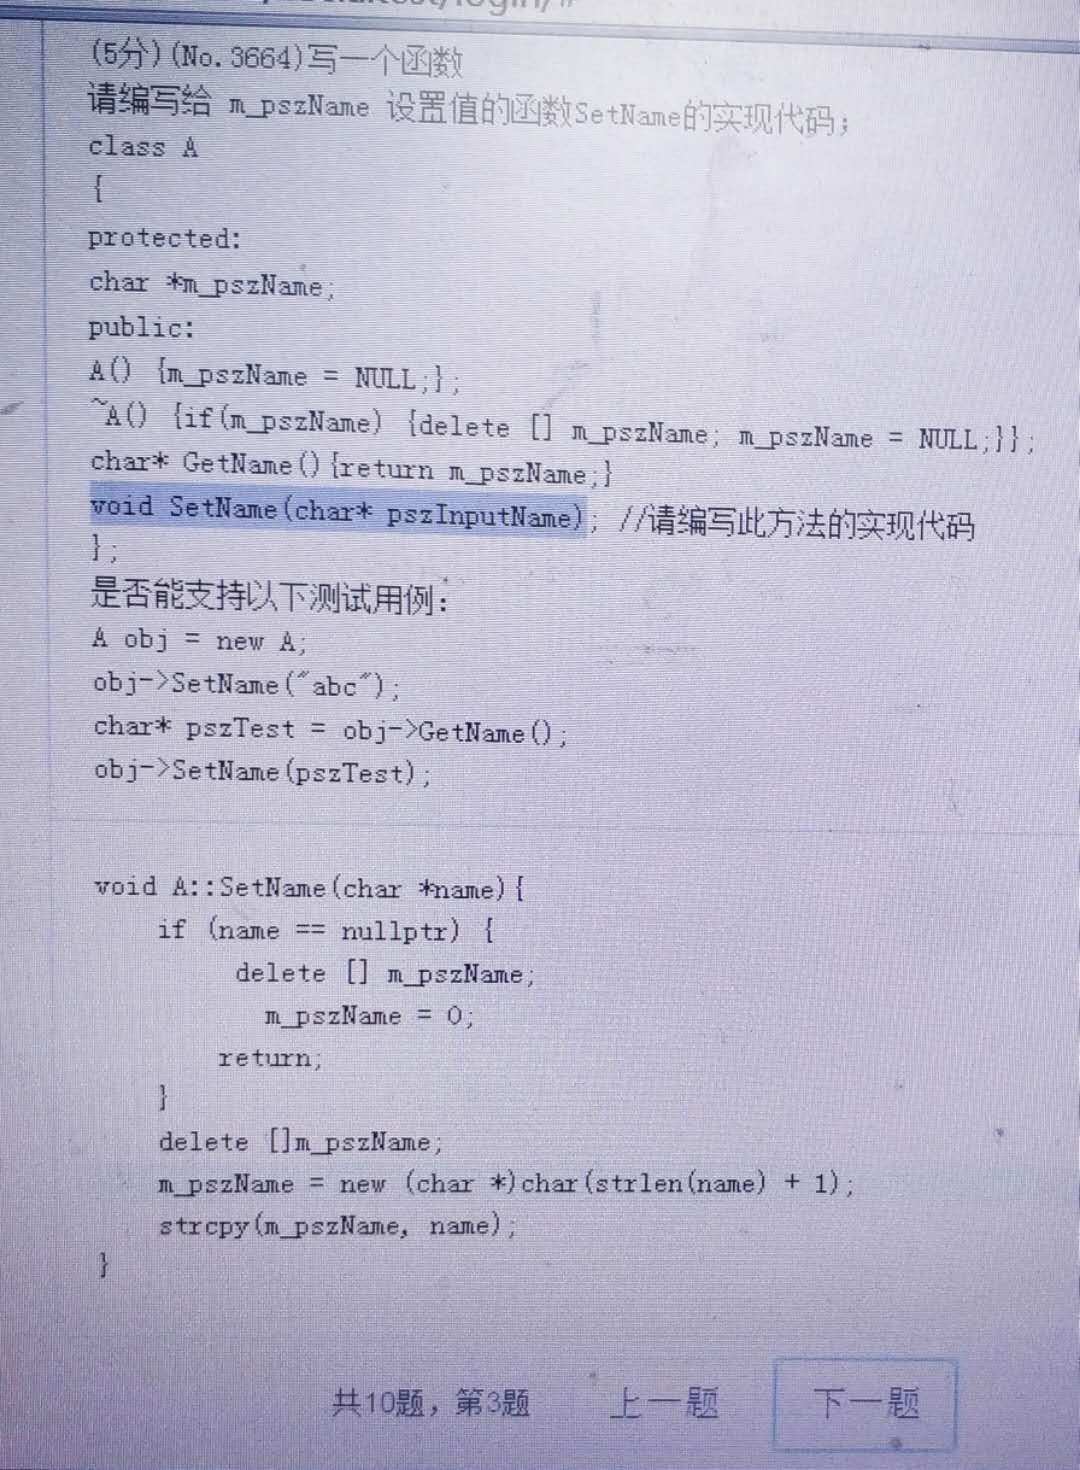 (5分)(No.3664)写一个函数
请编写给 m_pszName 设置值的函数SetName的实现代码;
class A
{
protected:
char *m_pszName;
public:
A() {m_pszName = NULL;};
~A() {if(m_pszName) {delete [] m_pszName; m_pszName = NULL;}};
char* GetName(){return m_pszName;}
void SetName(char* pszInputName); //请编写此方法的实现代码
};
是否能支持以下测试用例:
A obj = new A;
obj->SetName("abc");
char* pszTest = obj->GetName();
obj->SetName(pszTest);
void A::SetName(char *name){
if (name == nullptr) {
delete [] m_pszName;
m_pszName = 0;
return;
}
delete []m_pszName;
m_pszName = new (char *)char(strlen(name) + 1);
strcpy(m_pszName, name);
}
共10题, 第3题 上一题 下一题